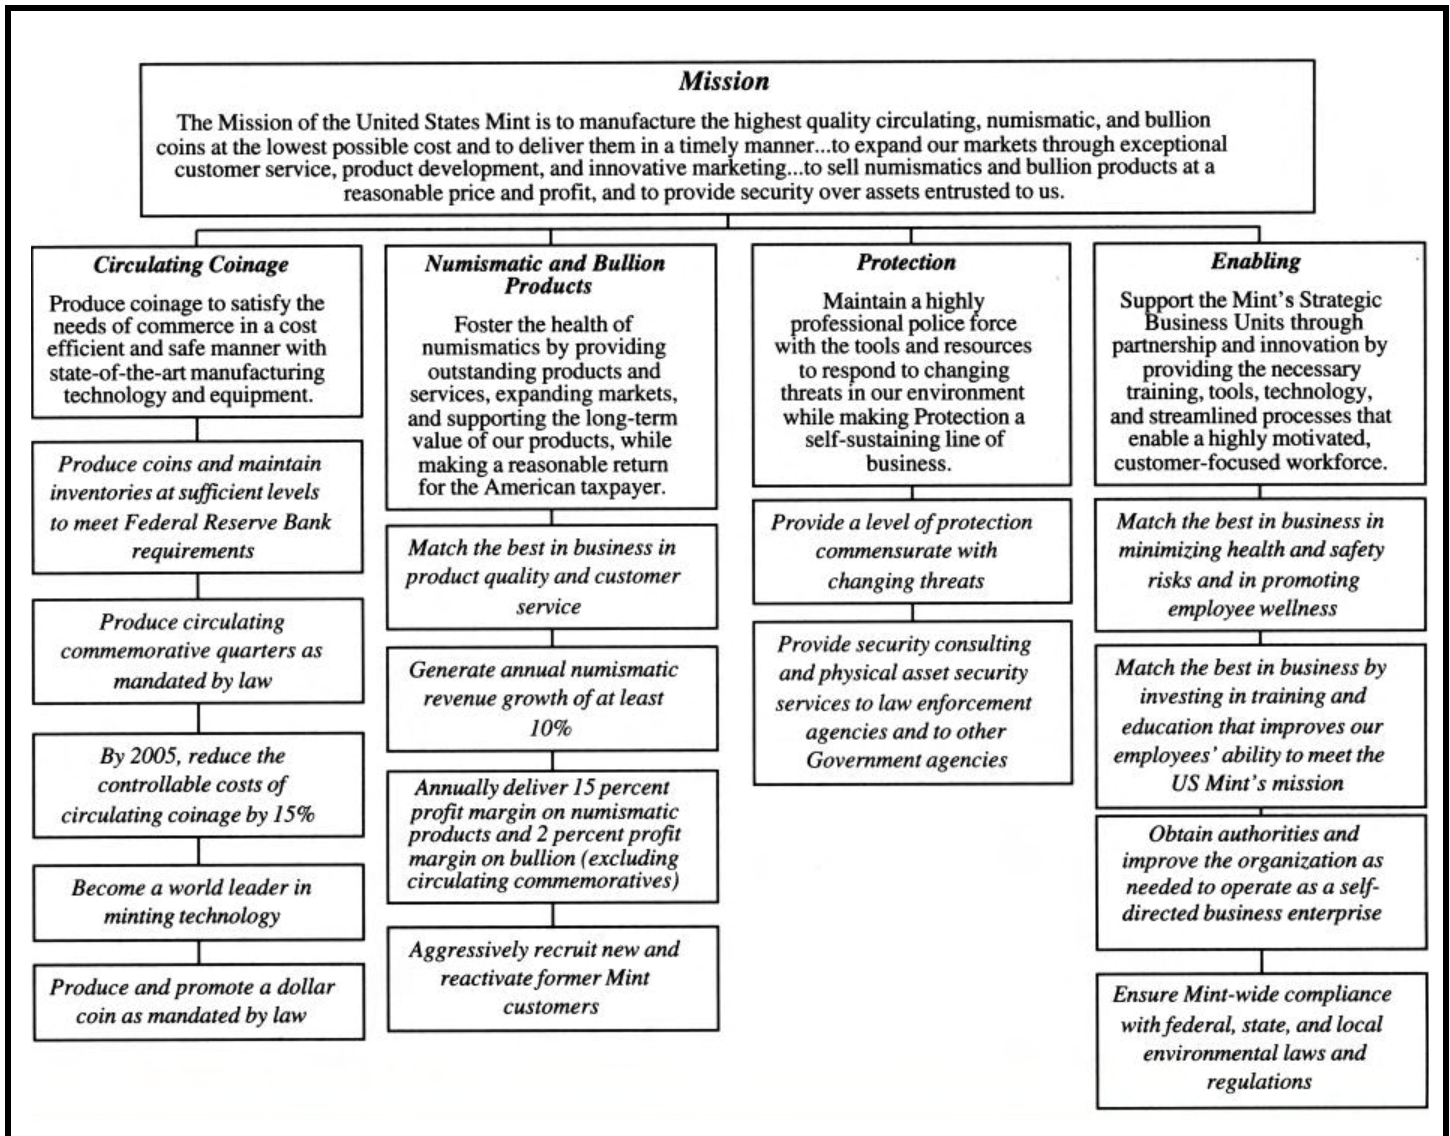 Mission
The Mission of the United States Mint is to manufacture the highest quality circulating, numismatic, and bullion
coins at the lowest possible cost and to deliver them in a timely manner...to expand our markets through exceptional
customer service, product development, and innovative marketing...to sell numismatics and bullion products at a
reasonable price and profit, and to provide security over assets entrusted to us.
Circulating Coinage
Produce coinage to satisfy the
needs of commerce in a cost
efficient and safe manner with
state-of-the-art manufacturing
technology and equipment.
Produce coins and maintain
inventories at sufficient levels
to meet Federal Reserve Bank
requirements
Produce circulating
commemorative quarters as
mandated by law
By 2005, reduce the
controllable costs of
circulating coinage by 15%
Become a world leader in
minting technology
Produce and promote a dollar
coin as mandated by law
Numismatic and Bullion
Products
Foster the health of
numismatics by providing
outstanding products and
services, expanding markets,
and supporting the long-term
value of our products, while
making a reasonable return
for the American taxpayer.
Match the best in business in
product quality and customer
service
Generate annual numismatic
revenue growth of at least
10%
Annually deliver 15 percent
profit margin on numismatic
products and 2 percent profit
margin on bullion (excluding
circulating commemoratives)
Aggressively recruit new and
reactivate former Mint
customers
Protection
Maintain a highly
professional police force
with the tools and resources
to respond to changing
threats in our environment
while making Protection a
self-sustaining line of
business.
Provide a level of protection
commensurate with
changing threats
Provide security consulting
and physical asset security
services to law enforcement
agencies and to other
Government agencies
Enabling
Support the Mint's Strategic
Business Units through
partnership and innovation by
providing the necessary
training, tools, technology,
and streamlined processes that
enable a highly motivated,
customer-focused workforce.
Match the best in business in
minimizing health and safety
risks and in promoting
employee wellness
Match the best in business by
investing in training and
education that improves our
employees' ability to meet the
US Mint's mission
Obtain authorities and
improve the organization as
needed to operate as a self-
directed business enterprise
Ensure Mint-wide compliance
with federal, state, and local
environmental laws and
regulations